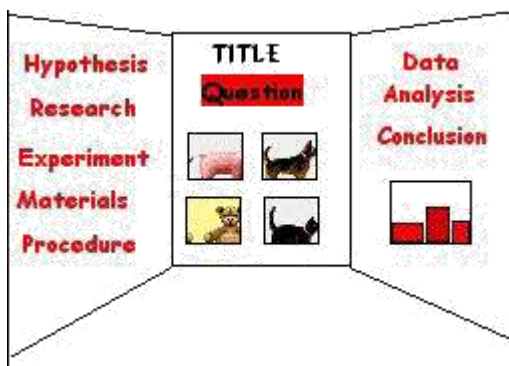 Hypothesis
Research
Experiment
Materials
Procedure
TITLE
Question
Data
Analysis
Conclusion